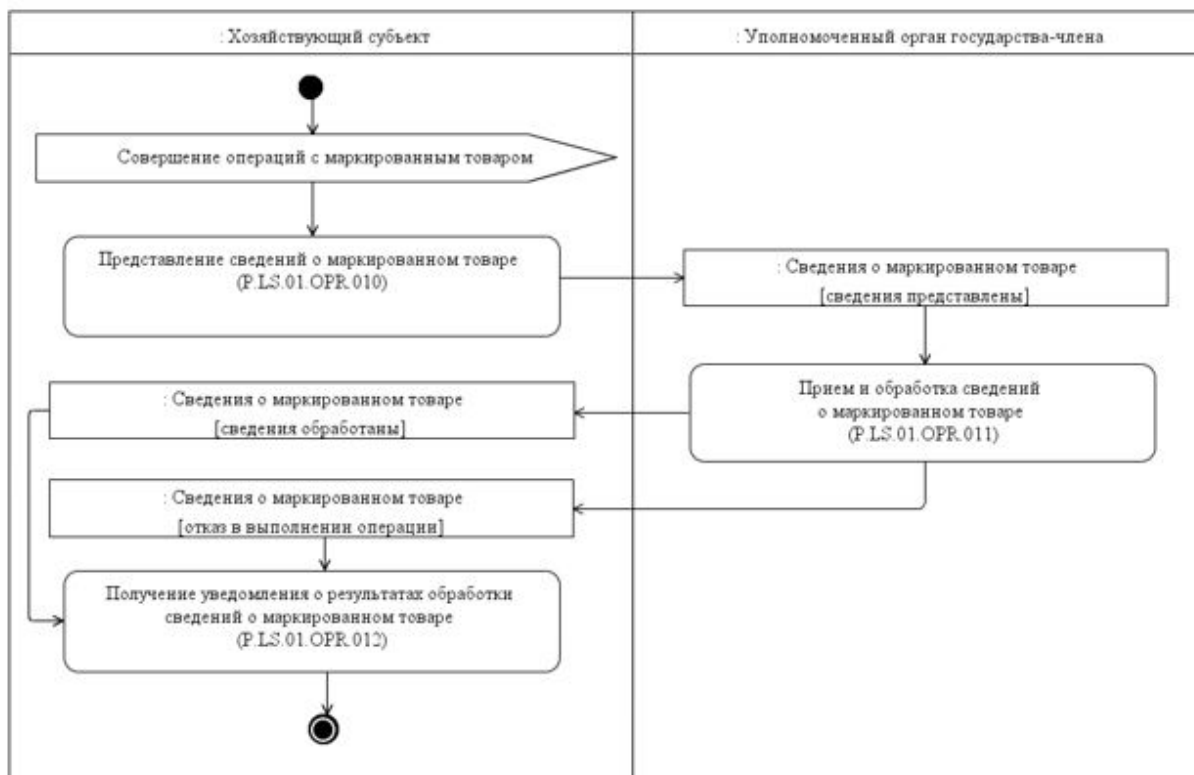 : Хозяйствующий субъект
: Уполномоченный орган государства-члена
Совершение операций с маркированным товаром
Представление сведений о маркированном товаре
(P.LS.01.OPR.010)
: Сведения о маркированном товаре
[сведения представлены]
Прием и обработка сведений
о маркированном товаре
(P.LS.01.OPR.011)
: Сведения о маркированном товаре
[сведения обработаны]
: Сведения о маркированном товаре
[отказ в выполнении операции]
Получение уведомления о результатах обработки
сведений о маркированном товаре
(P.LS.01.OPR.012)